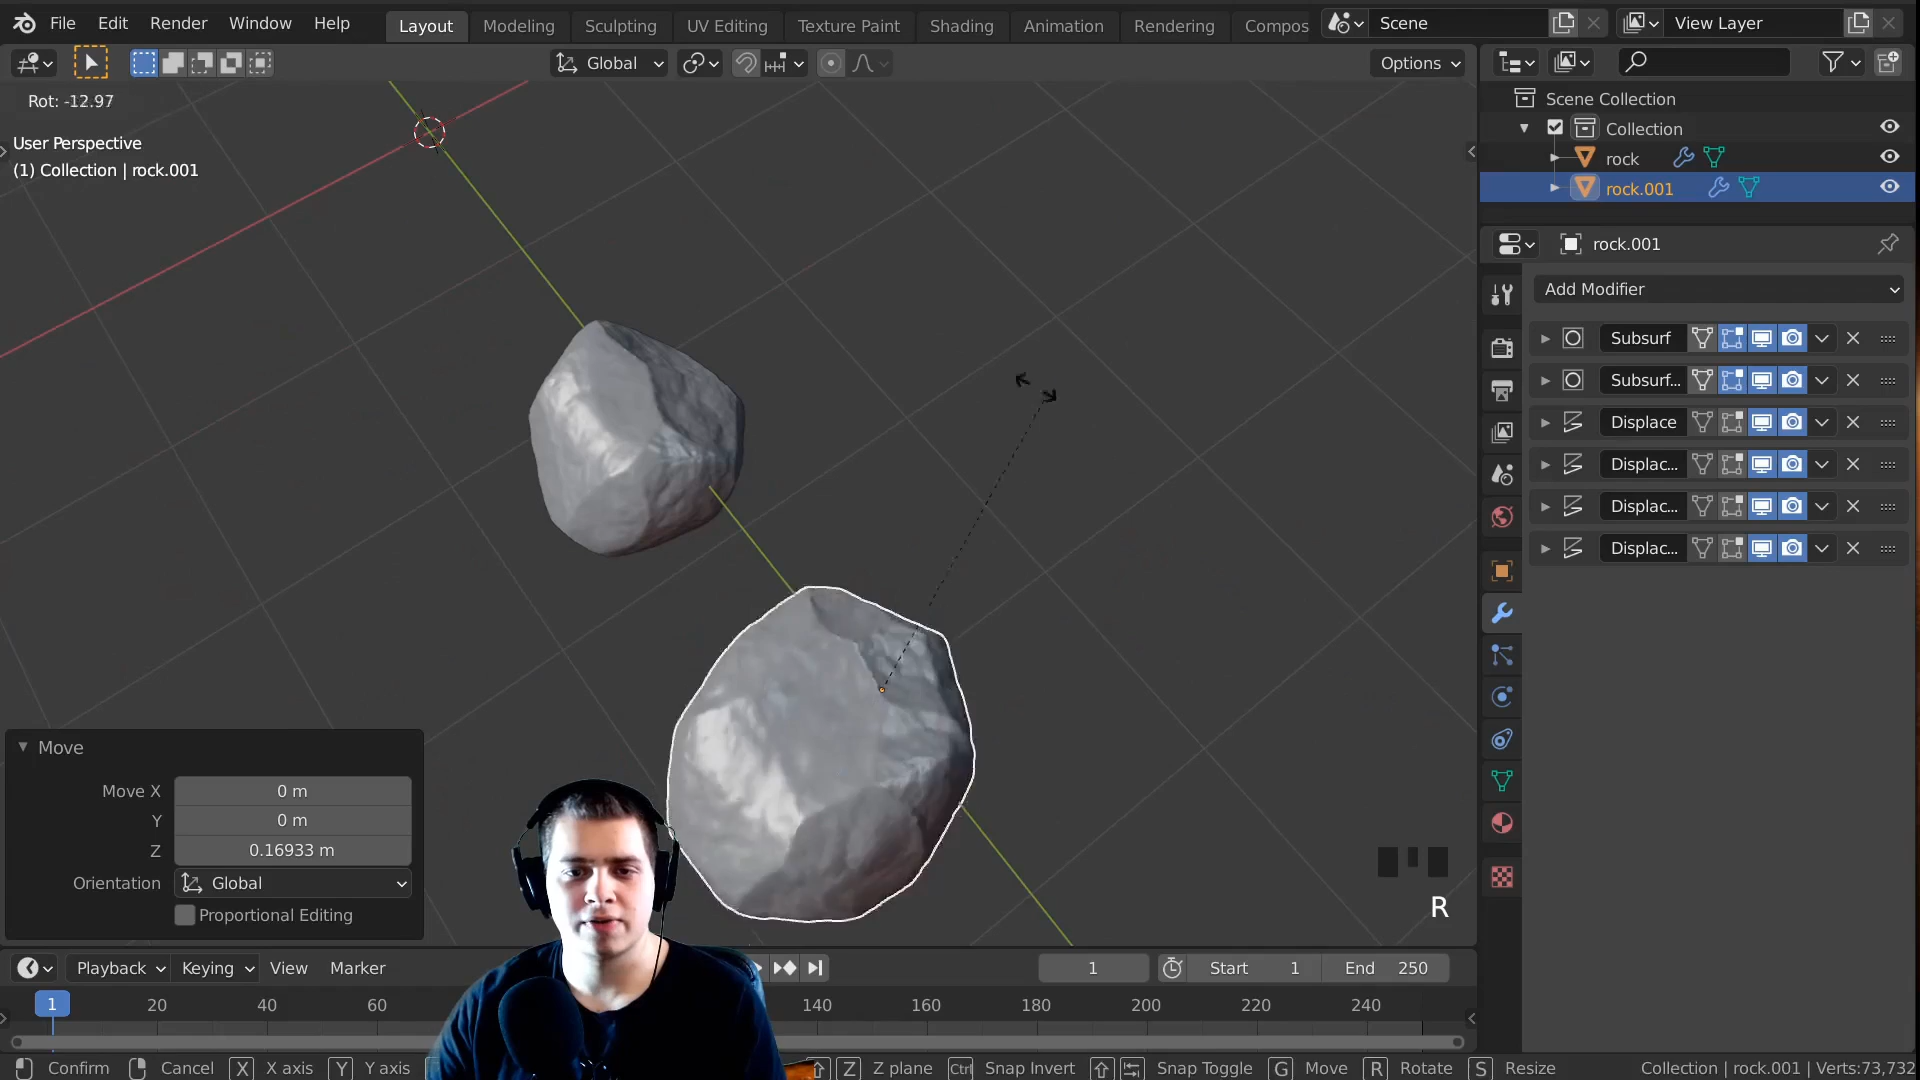 File Edit Render Window Help Layout Modeling Sculpting UV Editing Texture Paint Shading Animation Rendering Compos Scene View Layer
Global Options
Rot: -12.97
User Perspective
(1) Collection | rock.001
Scene Collection
Collection
rock
rock.001
rock.001
Add Modifier
Subsurf
Subsurf...
Displace
Displac...
Displac...
Displac...
Move
Move X 0 m
Y 0 m
Z 0.16933 m
Orientation Global
Proportional Editing
R
Playback Keying View Marker 1 Start 1 End 250
1 20 40 60 140 160 180 200 220 240
Confirm Cancel X X axis Y Y axis Z Z plane Ctrl Snap Invert Snap Toggle G Move R Rotate S Resize Collection | rock.001 | Verts:73,732